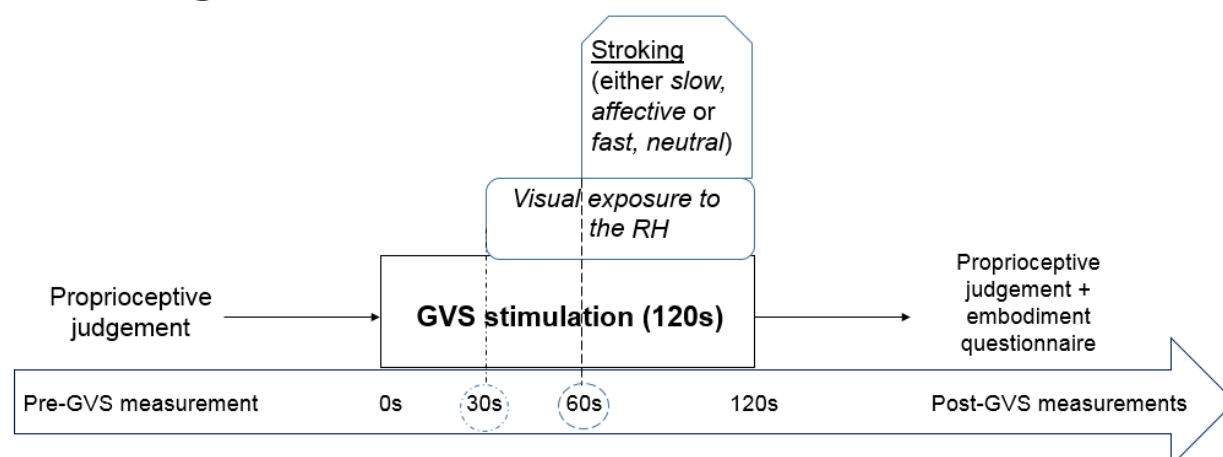 Stroking
(either slow,
affective or
fast, neutral)
Visual exposure to
the RH
Proprioceptive
judgement
GVS stimulation (120s)
Proprioceptive
judgement +
embodiment
questionnaire
Pre-GVS measurement
0s
30s
60s
120s
Post-GVS measurements